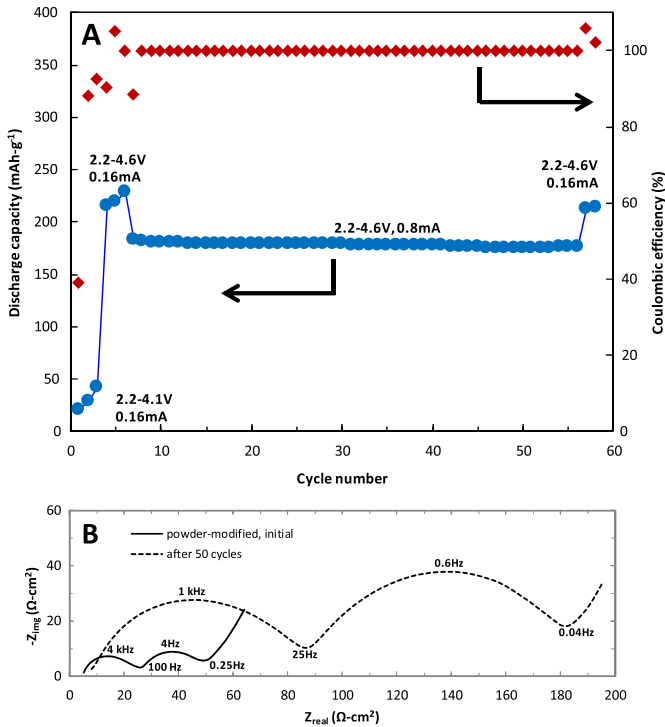 A
400
350
300
250
200
150
100
50
0
Discharge capacity (mAh-g-1)
100
80
60
40
20
0
Coulombic efficiency (%)
2.2-4.6V
0.16mA
2.2-4.6V
0.16mA
2.2-4.6V, 0.8mA
2.2-4.1V
0.16mA
0 10 20 30 40 50 60
Cycle number
B
60
40
20
0
-Zimg (Ω-cm2)
powder-modified, initial
after 50 cycles
1 kHz
0.6Hz
4 kHz
4Hz
100 Hz
0.25Hz
25Hz
0.04Hz
0 20 40 60 80 100 120 140 160 180 200
Zreal (Ω-cm2)